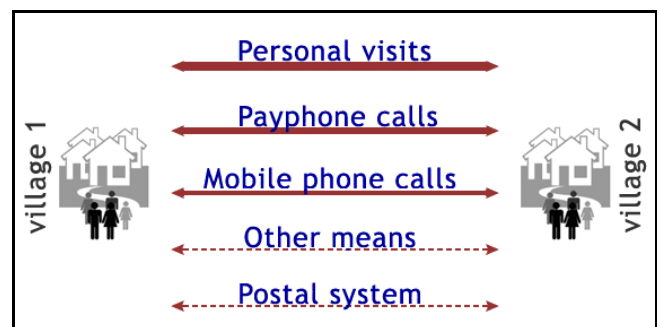 Personal visits
Payphone calls
Mobile phone calls
Other means
Postal system
village 1
village 2